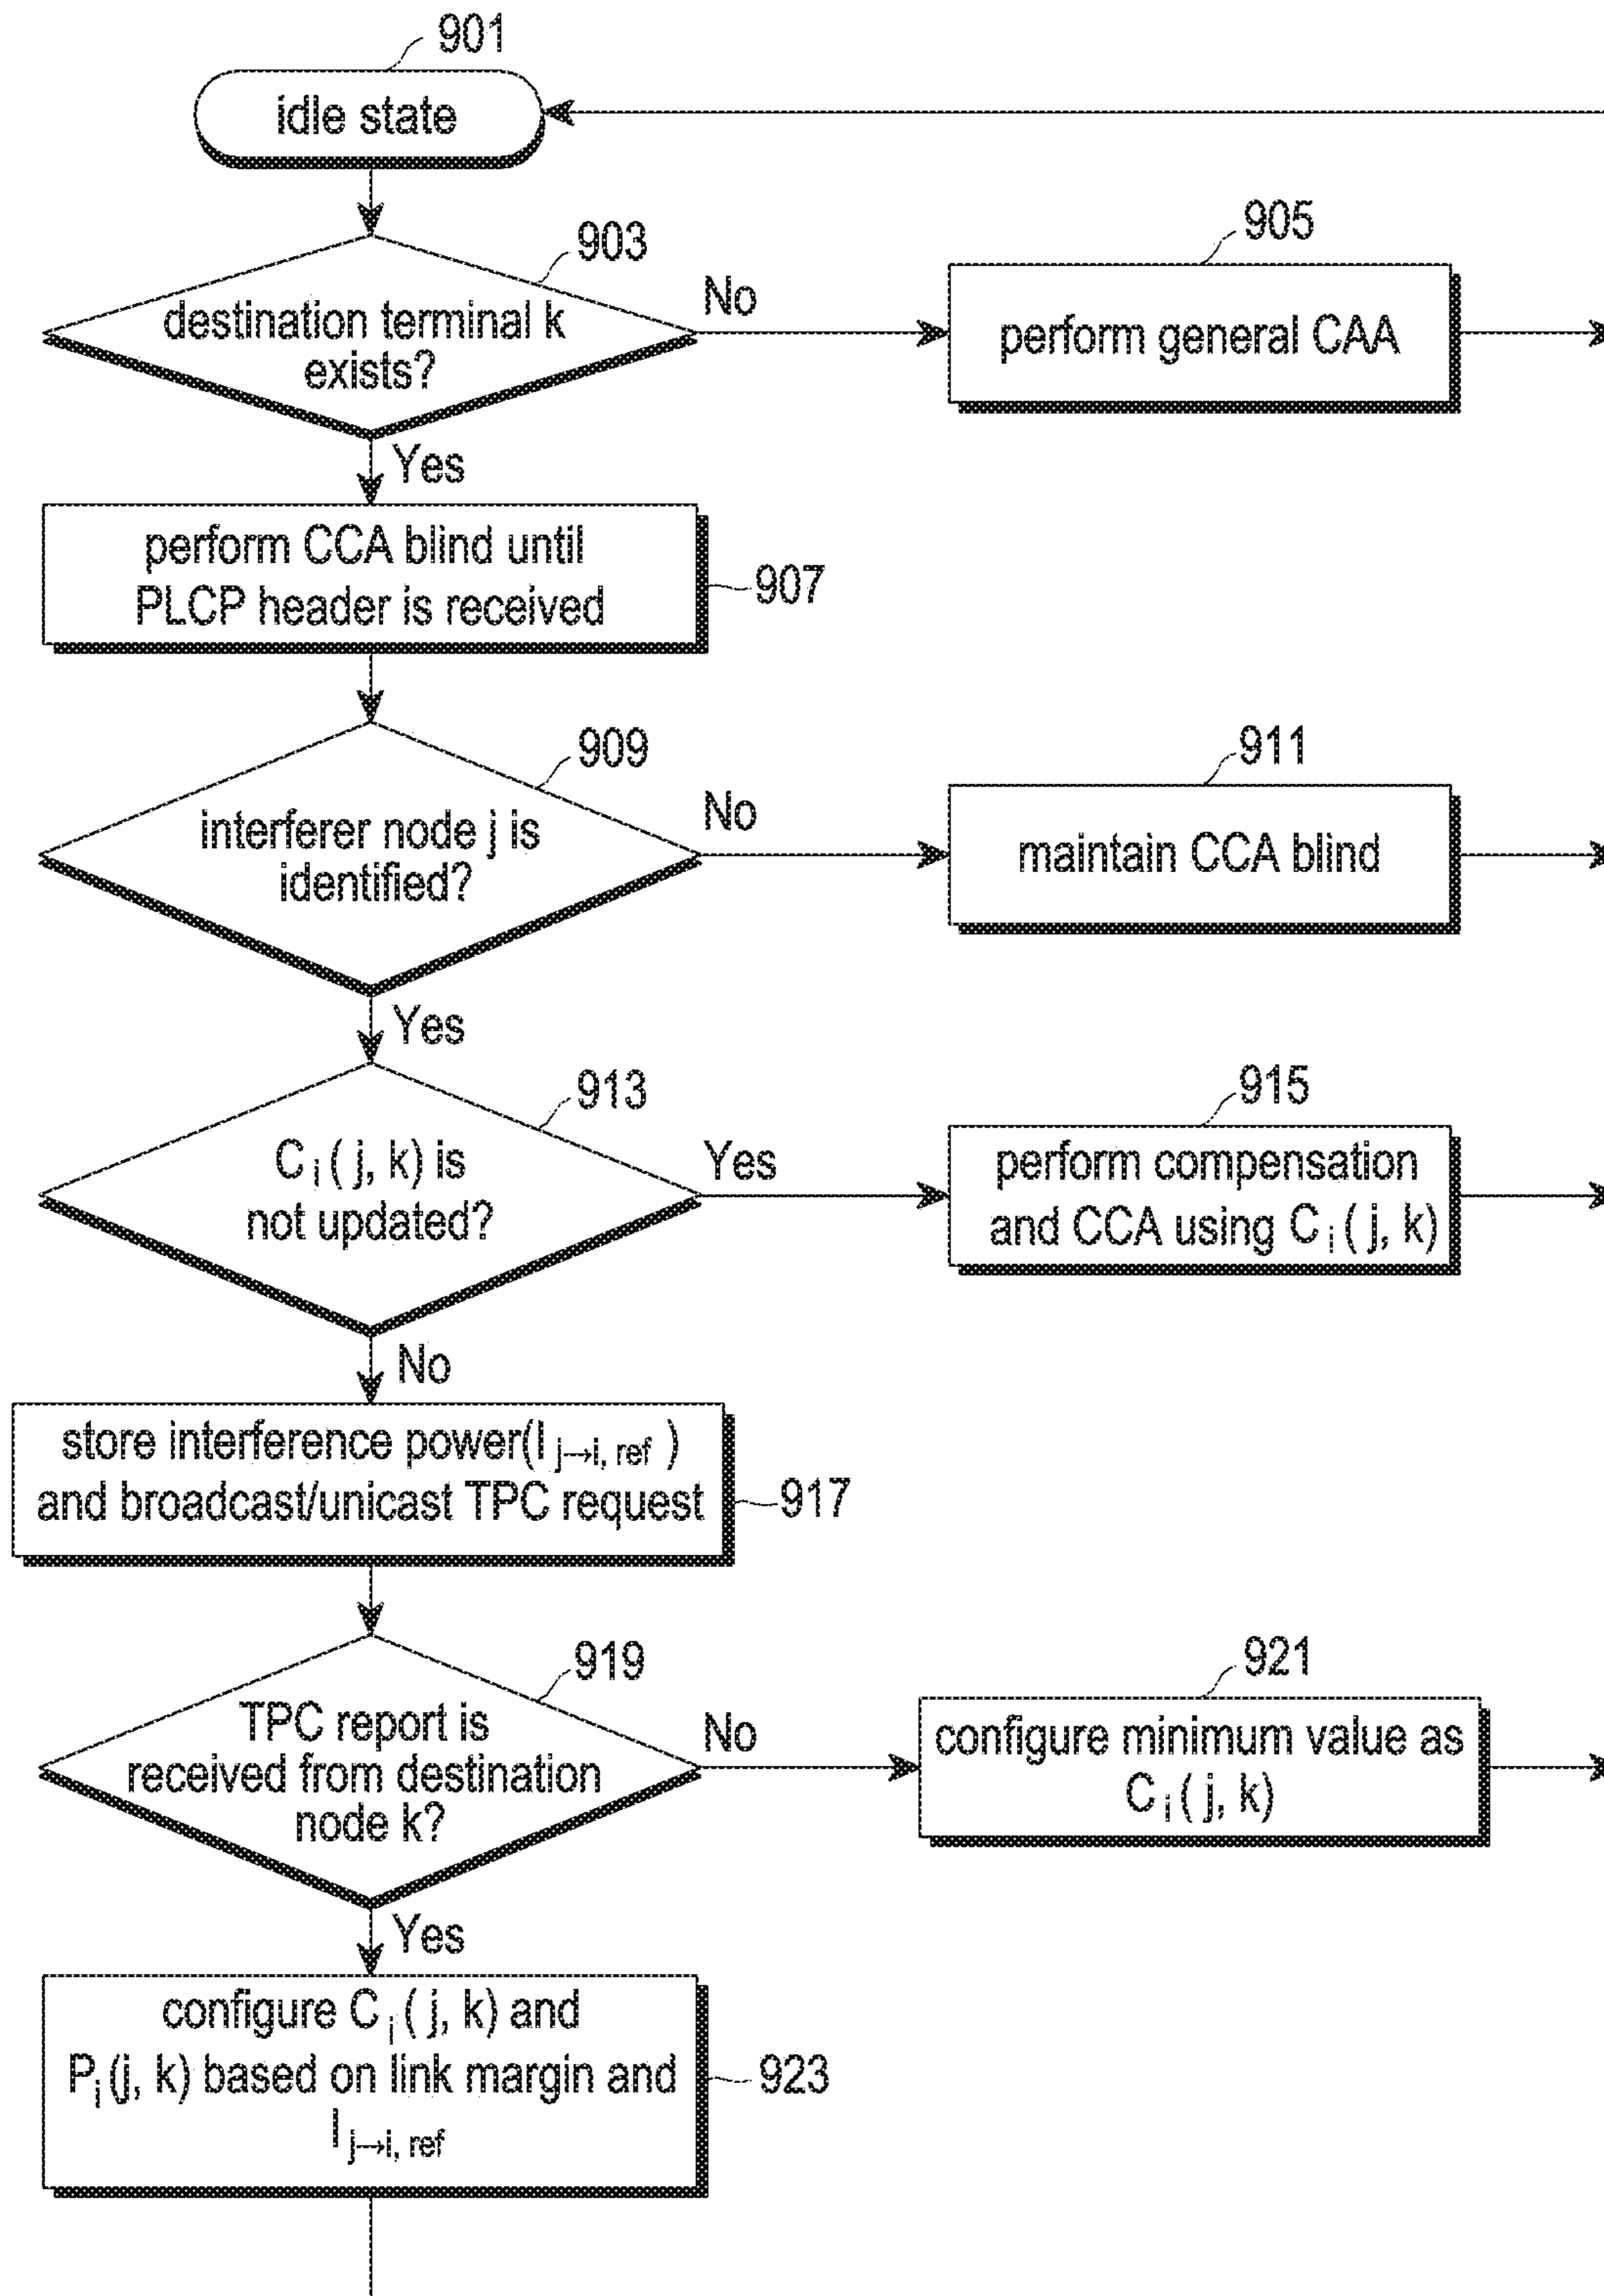 901
idle state
903
destination terminal k
exists?
No
905
perform general CAA
Yes
perform CCA blind until
PLCP header is received
907
909
interferer node j is
identified?
No
911
maintain CCA blind
Yes
913
C i ( j, k) is
not updated?
Yes
915
perform compensation
and CCA using C i ( j, k)
No
store interference power(I j→i, ref )
and broadcast/unicast TPC request
917
919
TPC report is
received from destination
node k?
No
921
configure minimum value as
C i ( j, k)
Yes
configure C i ( j, k) and
P i (j, k) based on link margin and
I j→i, ref
923